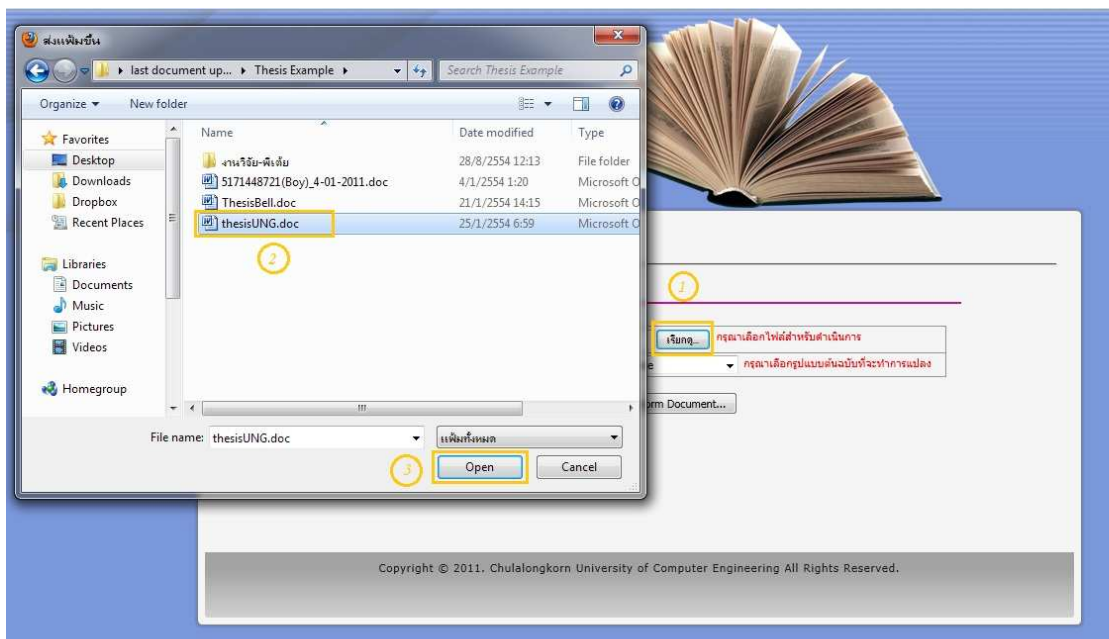 ส่งแฟ้มขึ้น
last document up... Thesis Example
Search Thesis Example
Organize
New folder
Favorites
Desktop
Downloads
Dropbox
Recent Places
Libraries
Documents
Music
Pictures
Videos
Homegroup
Name Date modified Type
งานวิจัย-พี่เต้ย 28/8/2554 12:13 File folder
5171448721(Boy)_4-01-2011.doc 4/1/2554 1:20 Microsoft O
ThesisBell.doc 21/1/2554 14:15 Microsoft O
thesisUNG.doc 25/1/2554 6:59 Microsoft O
2
File name: thesisUNG.doc
แฟ้มทั้งหมด
3
Open
Cancel
1
เรียกดู... กรุณาเลือกไฟล์สำหรับดำเนินการ
e กรุณาเลือกรูปแบบต้นฉบับที่จะทำการแปลง
orm Document...
Copyright © 2011. Chulalongkorn University of Computer Engineering All Rights Reserved.